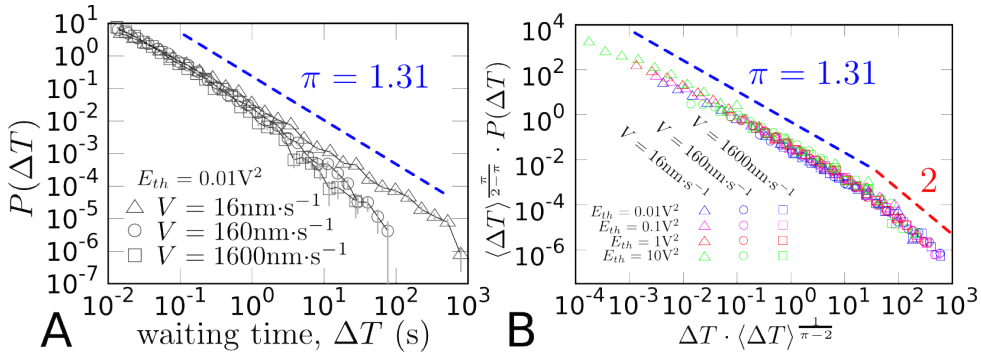 10^1
10^0
10^-1
10^-2
10^-3
10^-4
10^-5
10^-6
10^-7
P(ΔT)
π = 1.31
E_th = 0.01V^2
△ V = 16nm·s^-1
○ V = 160nm·s^-1
□ V = 1600nm·s^-1
10^-2 10^-1 10^0 10^1 10^2 10^3
waiting time, ΔT (s)
A
10^4
10^2
10^0
10^-2
10^-4
10^-6
⟨ΔT⟩^(π/(2-π)) · P(ΔT)
π = 1.31
2
V = 16nm·s^-1
V = 160nm·s^-1
V = 1600nm·s^-1
E_th = 0.01V^2
E_th = 0.1V^2
E_th = 1V^2
E_th = 10V^2
10^-4 10^-3 10^-2 10^-1 10^0 10^1 10^2 10^3
ΔT · ⟨ΔT⟩^(1/(π-2))
B